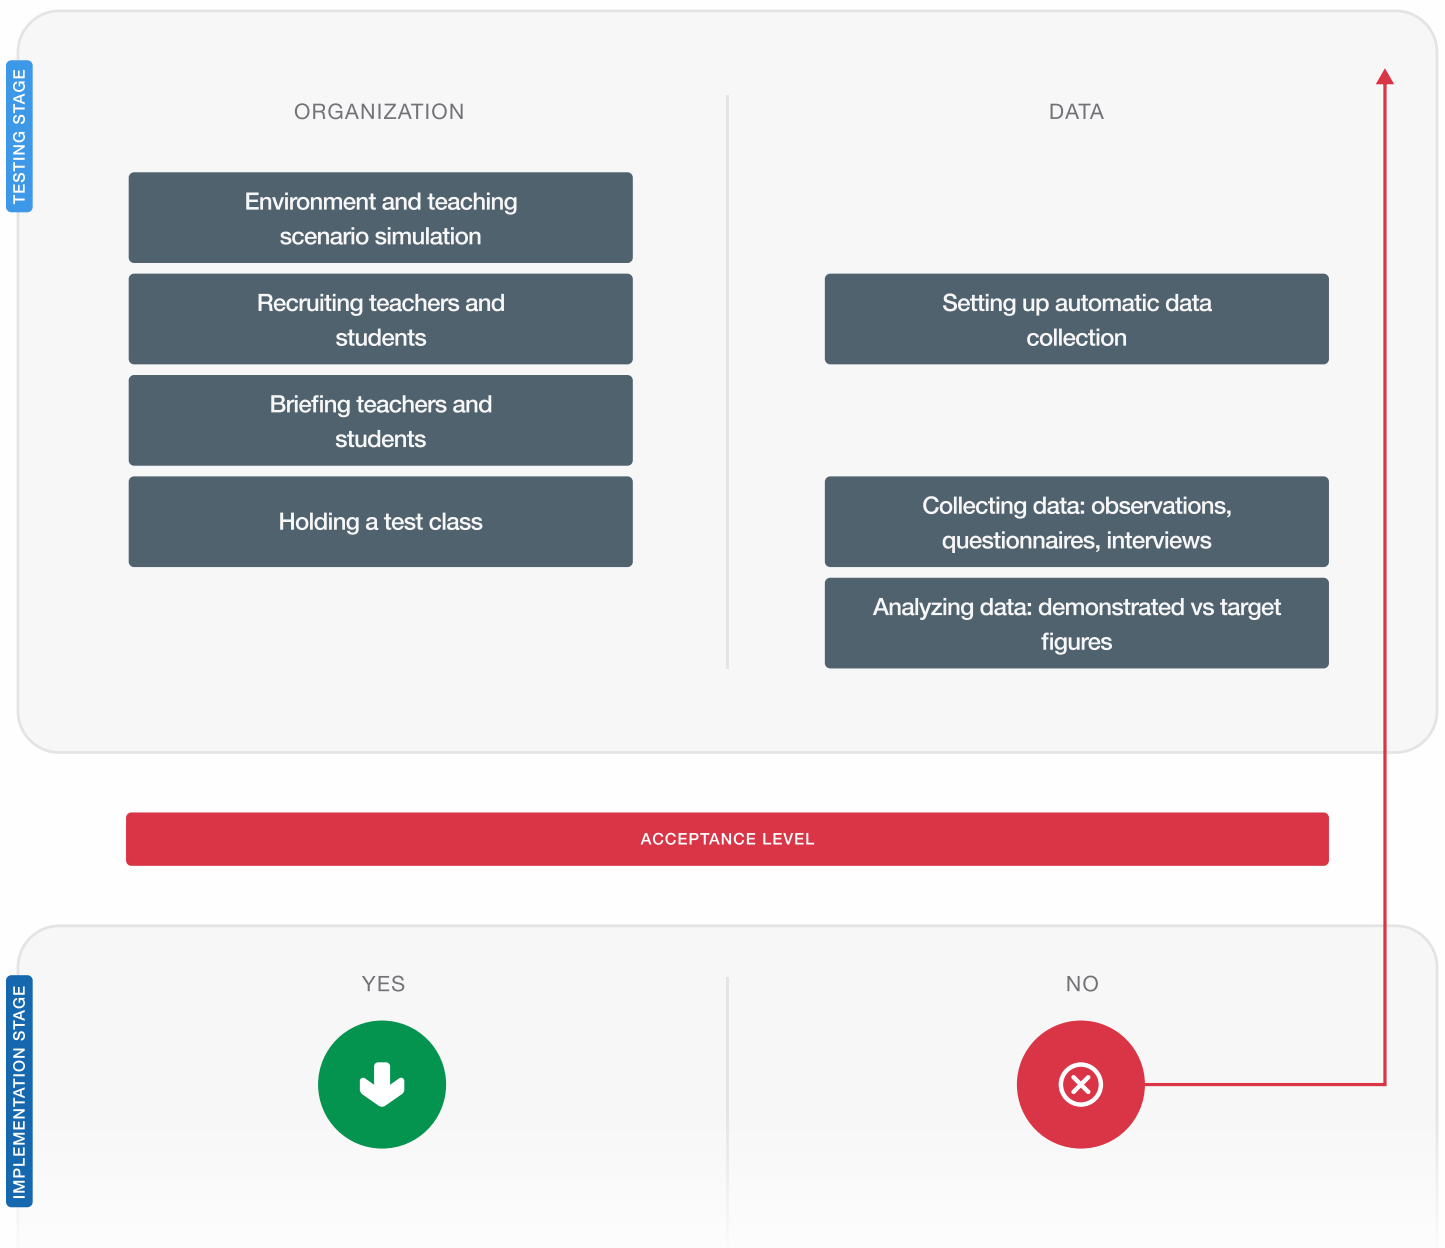 TESTING STAGE
ORGANIZATION
Environment and teaching
scenario simulation
Recruiting teachers and
students
Briefing teachers and
students
Holding a test class
DATA
Setting up automatic data
collection
Collecting data: observations,
questionnaires, interviews
Analyzing data: demonstrated vs target
figures
ACCEPTANCE LEVEL
IMPLEMENTATION STAGE
YES
NO